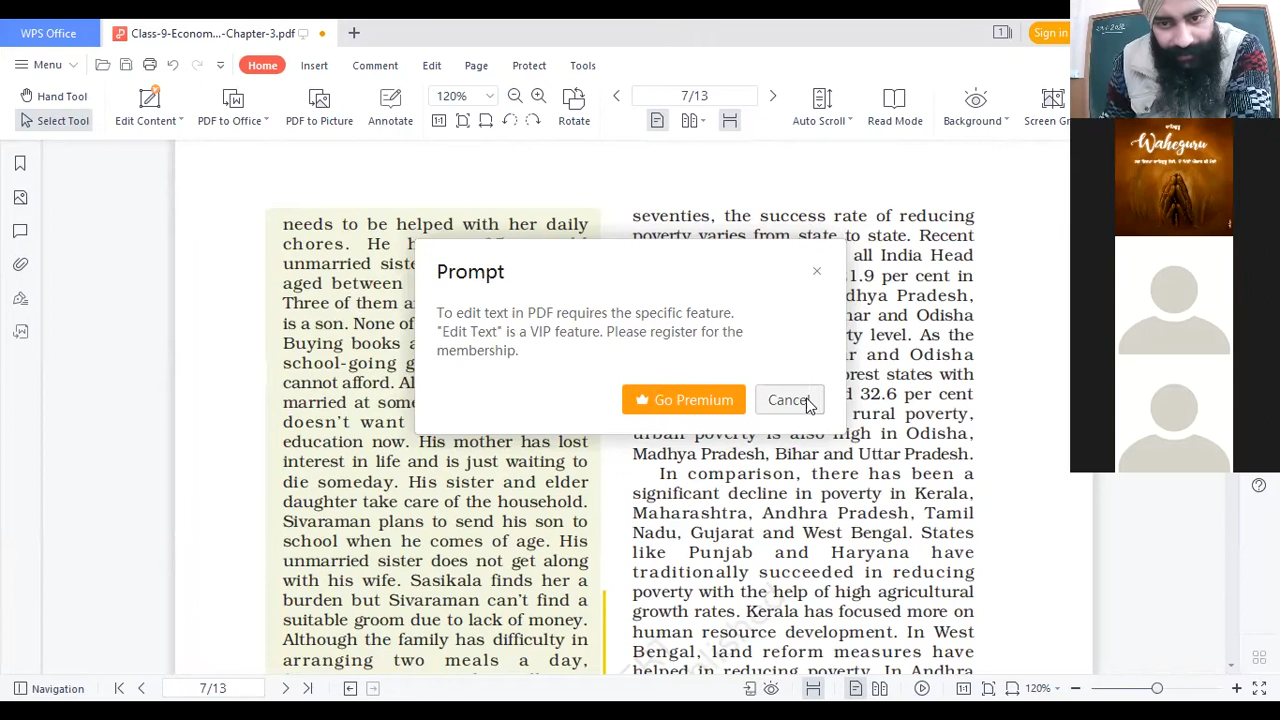 WPS Office
Class-9-Econom...-Chapter-3.pdf
1
Sign in
Menu
Home
Insert
Comment
Edit
Page
Protect
Tools
Hand Tool
Select Tool
Edit Content
PDF to Office
PDF to Picture
Annotate
120%
Rotate
7/13
Auto Scroll
Read Mode
Background
Screen Gr
Waheguru
needs to be helped with her daily
chores. He h
unmarried siste
aged between
Three of them a
is a son. None of
Buying books a
school-going g
cannot afford. Al
married at som
doesn't want
education now. His mother has lost
interest in life and is just waiting to
die someday. His sister and elder
daughter take care of the household.
Sivaraman plans to send his son to
school when he comes of age. His
unmarried sister does not get along
with his wife. Sasikala finds her a
burden but Sivaraman can't find a
suitable groom due to lack of money.
Although the family has difficulty in
arranging two meals a day,
seventies, the success rate of reducing
poverty varies from state to state. Recent
all India Head
1.9 per cent in
dhya Pradesh,
har and Odisha
rty level. As the
r and Odisha
orest states with
d 32.6 per cent
rural poverty,
urban poverty is also high in Odisha,
Madhya Pradesh, Bihar and Uttar Pradesh.
In comparison, there has been a
significant decline in poverty in Kerala,
Maharashtra, Andhra Pradesh, Tamil
Nadu, Gujarat and West Bengal. States
like Punjab and Haryana have
traditionally succeeded in reducing
poverty with the help of high agricultural
growth rates. Kerala has focused more on
human resource development. In West
Bengal, land reform measures have
helped in reducing poverty. In Andhra
Prompt
To edit text in PDF requires the specific feature.
"Edit Text" is a VIP feature. Please register for the
membership.
Go Premium
Cancel
Navigation
7/13
120%